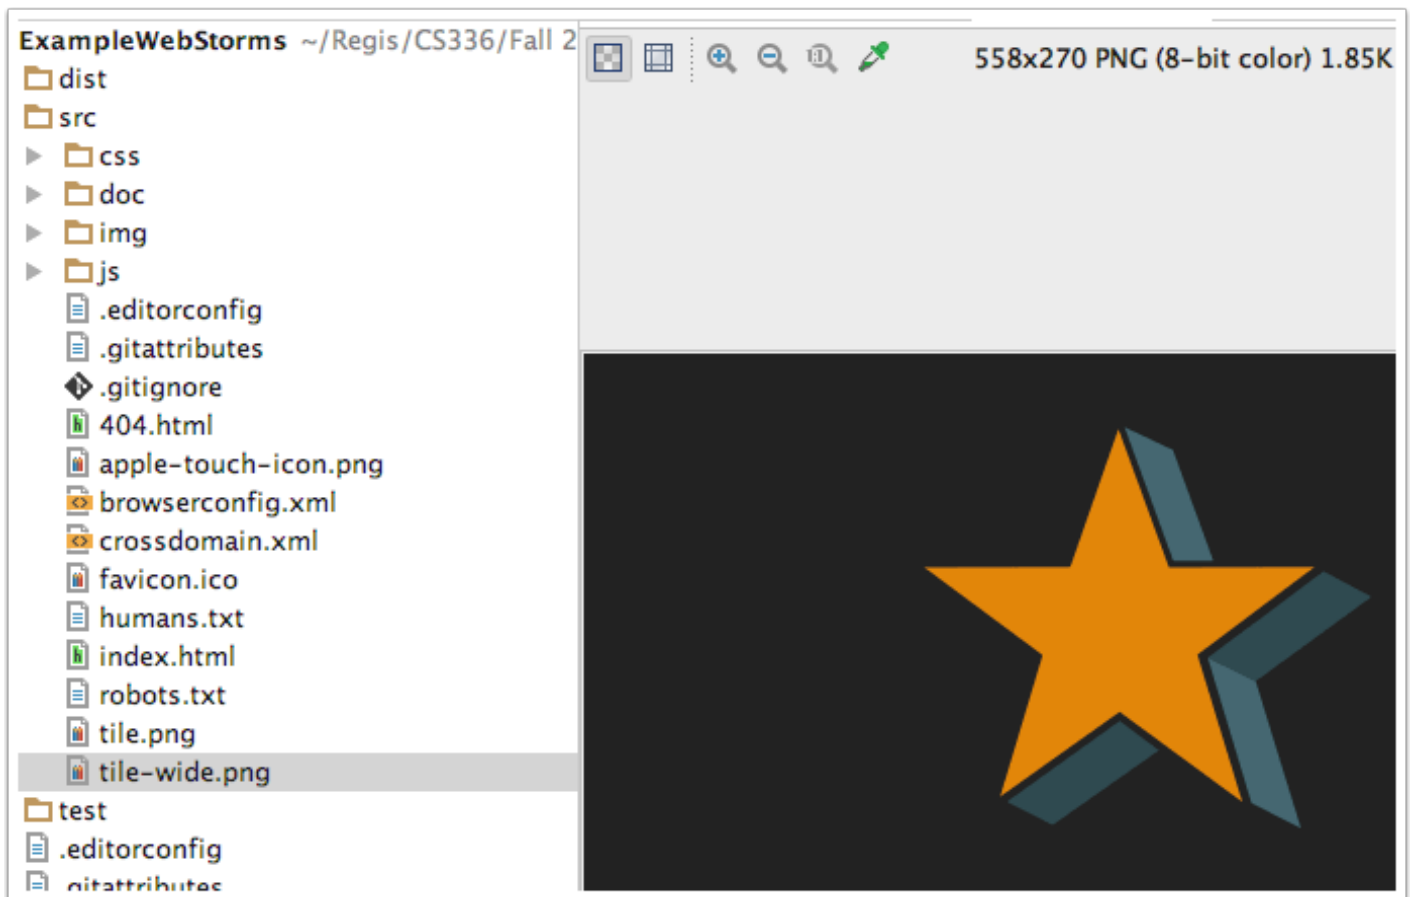 ExampleWebStorms ~/Regis/CS336/Fall 2
558x270 PNG (8-bit color) 1.85K
dist
src
css
doc
img
js
.editorconfig
.gitattributes
.gitignore
404.html
apple-touch-icon.png
browserconfig.xml
crossdomain.xml
favicon.ico
humans.txt
index.html
robots.txt
tile.png
tile-wide.png
test
.editorconfig
.gitattributes